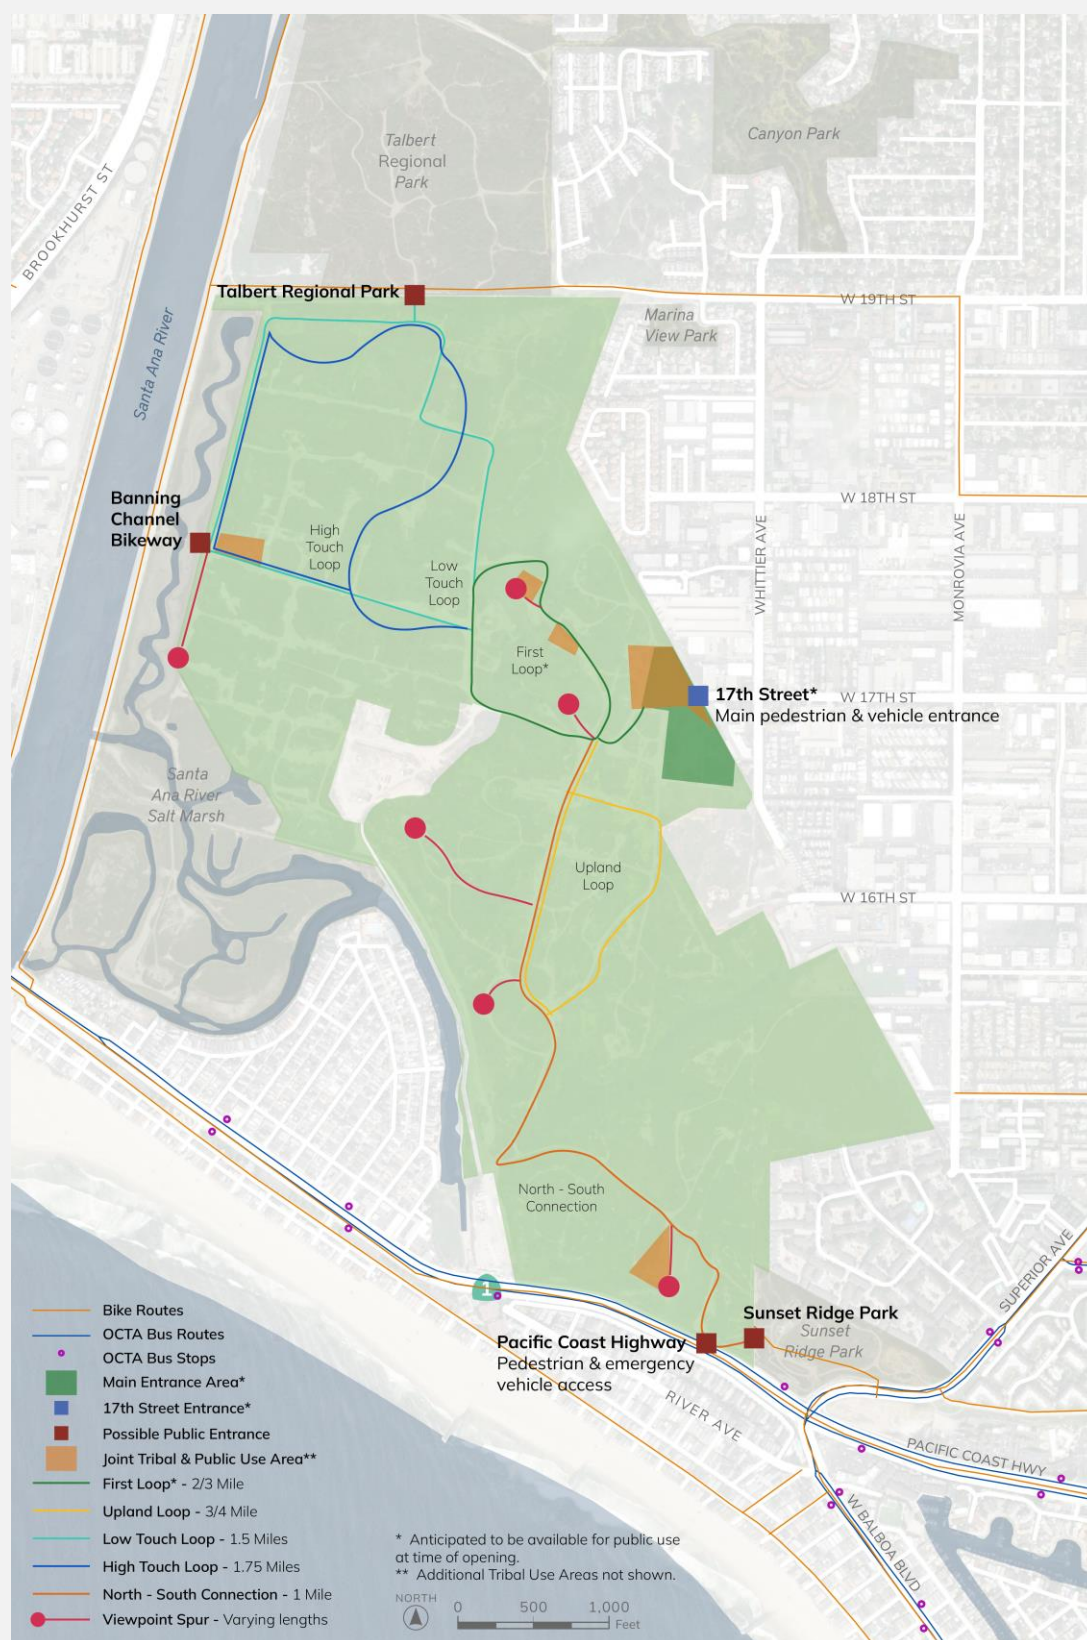 Talbert
Regional
Park
Canyon Park
BROOKHURST ST
Talbert Regional Park
W 19TH ST
Marina
View Park
Santa Ana River
Banning
Channel
Bikeway
W 18TH ST
High
Touch
Loop
WHITTIER AVE
MONROVIA AVE
Low
Touch
Loop
First
Loop*
17th Street*
W 17TH ST
Main pedestrian & vehicle entrance
Santa
Ana River
Salt Marsh
Upland
Loop
W 16TH ST
North - South
Connection
SUPERIOR AVE
1
Sunset Ridge Park
Sunset
Ridge Park
Pacific Coast Highway
Pedestrian & emergency
vehicle access
RIVER AVE
PACIFIC COAST HWY
W BALBOA BLVD
Bike Routes
OCTA Bus Routes
OCTA Bus Stops
Main Entrance Area*
17th Street Entrance*
Possible Public Entrance
Joint Tribal & Public Use Area**
First Loop* - 2/3 Mile
Upland Loop - 3/4 Mile
Low Touch Loop - 1.5 Miles
High Touch Loop - 1.75 Miles
North - South Connection - 1 Mile
Viewpoint Spur - Varying lengths
* Anticipated to be available for public use
at time of opening.
** Additional Tribal Use Areas not shown.
NORTH
0 500 1,000
Feet